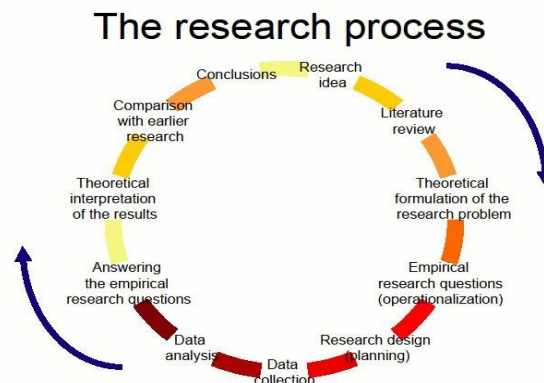 The research process
Research
idea
Literature
review
Theoretical
formulation of the
research problem
Empirical
research questions
(operationalization)
Research design
(planning)
Data
collection
Data
analysis
Answering
the empirical
research questions
Theoretical
interpretation
of the results
Comparison
with earlier
research
Conclusions